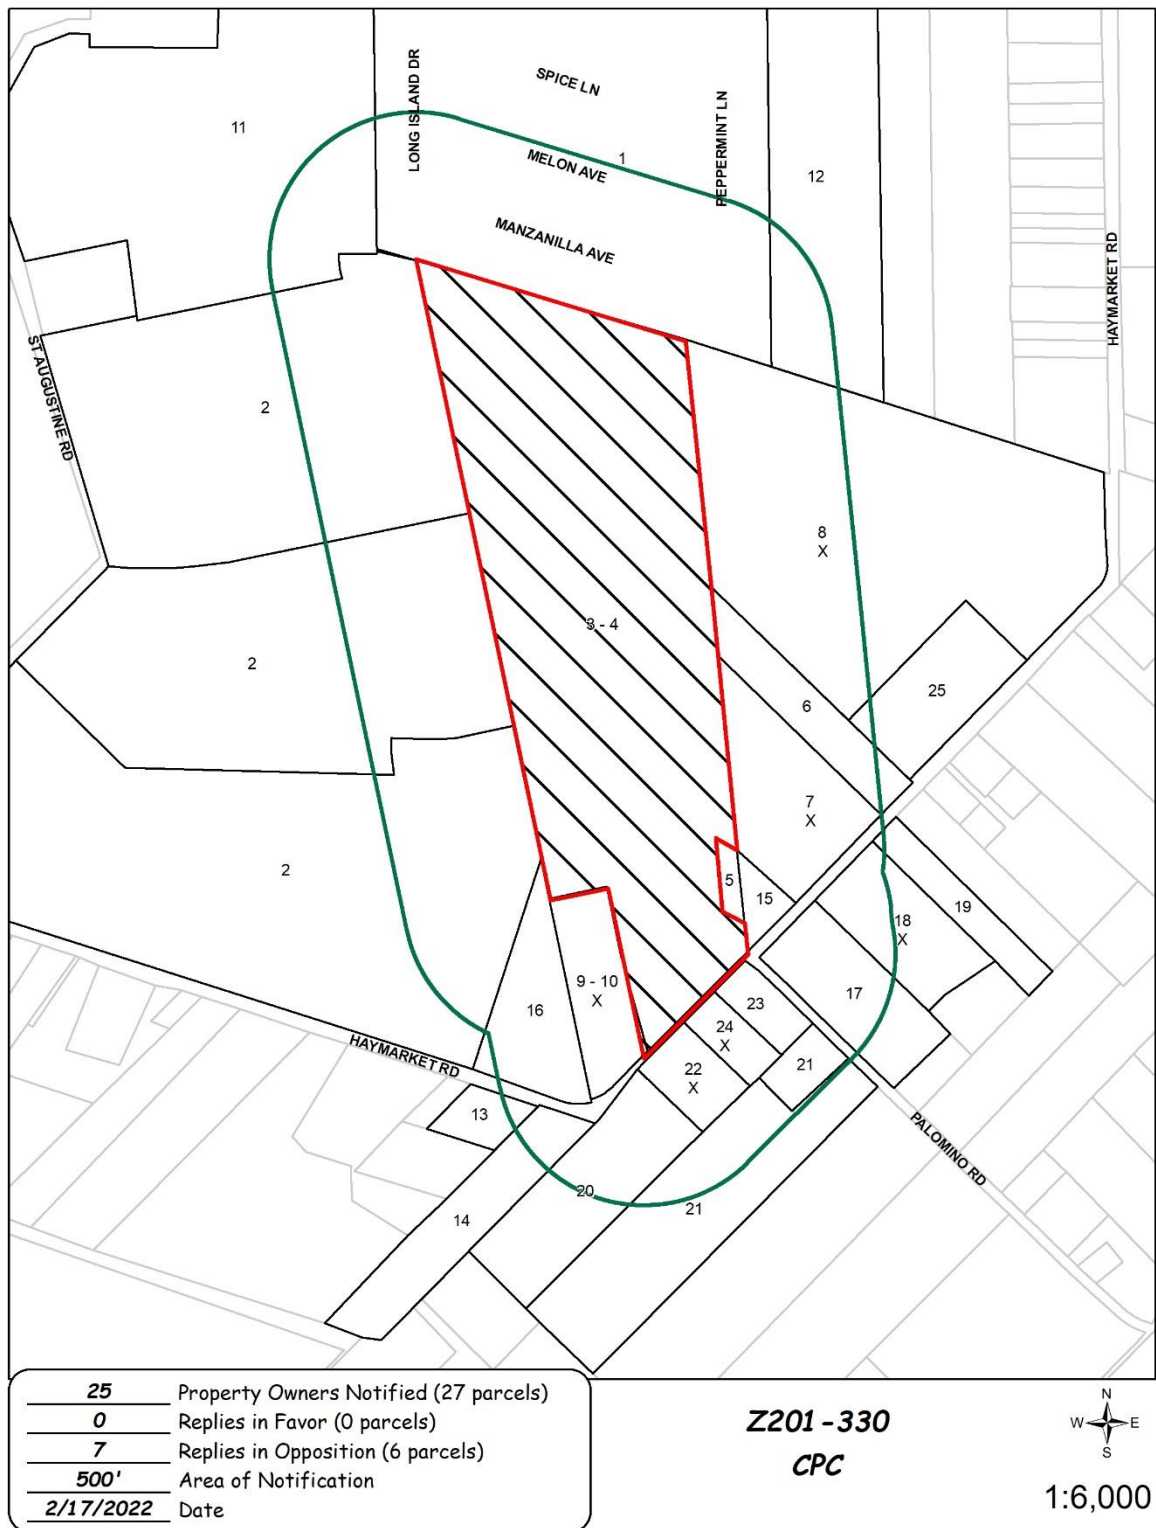 LONG ISLAND DR
SPICE LN
PEPPERMINT LN
11
1
MELON AVE
12
MANZANILLA AVE
HAYMARKET RD
ST AUGUSTINE RD
2
8
X
3 - 4
2
25
6
7
X
2
5
15
19
18
X
9 - 10
X
16
17
23
24
X
HAYMARKET RD
21
22
X
13
PALOMINO RD
20
21
14
25 Property Owners Notified (27 parcels)
0 Replies in Favor (0 parcels)
7 Replies in Opposition (6 parcels)
500' Area of Notification
2/17/2022 Date
Z201-330
CPC
N
W E
S
1:6,000